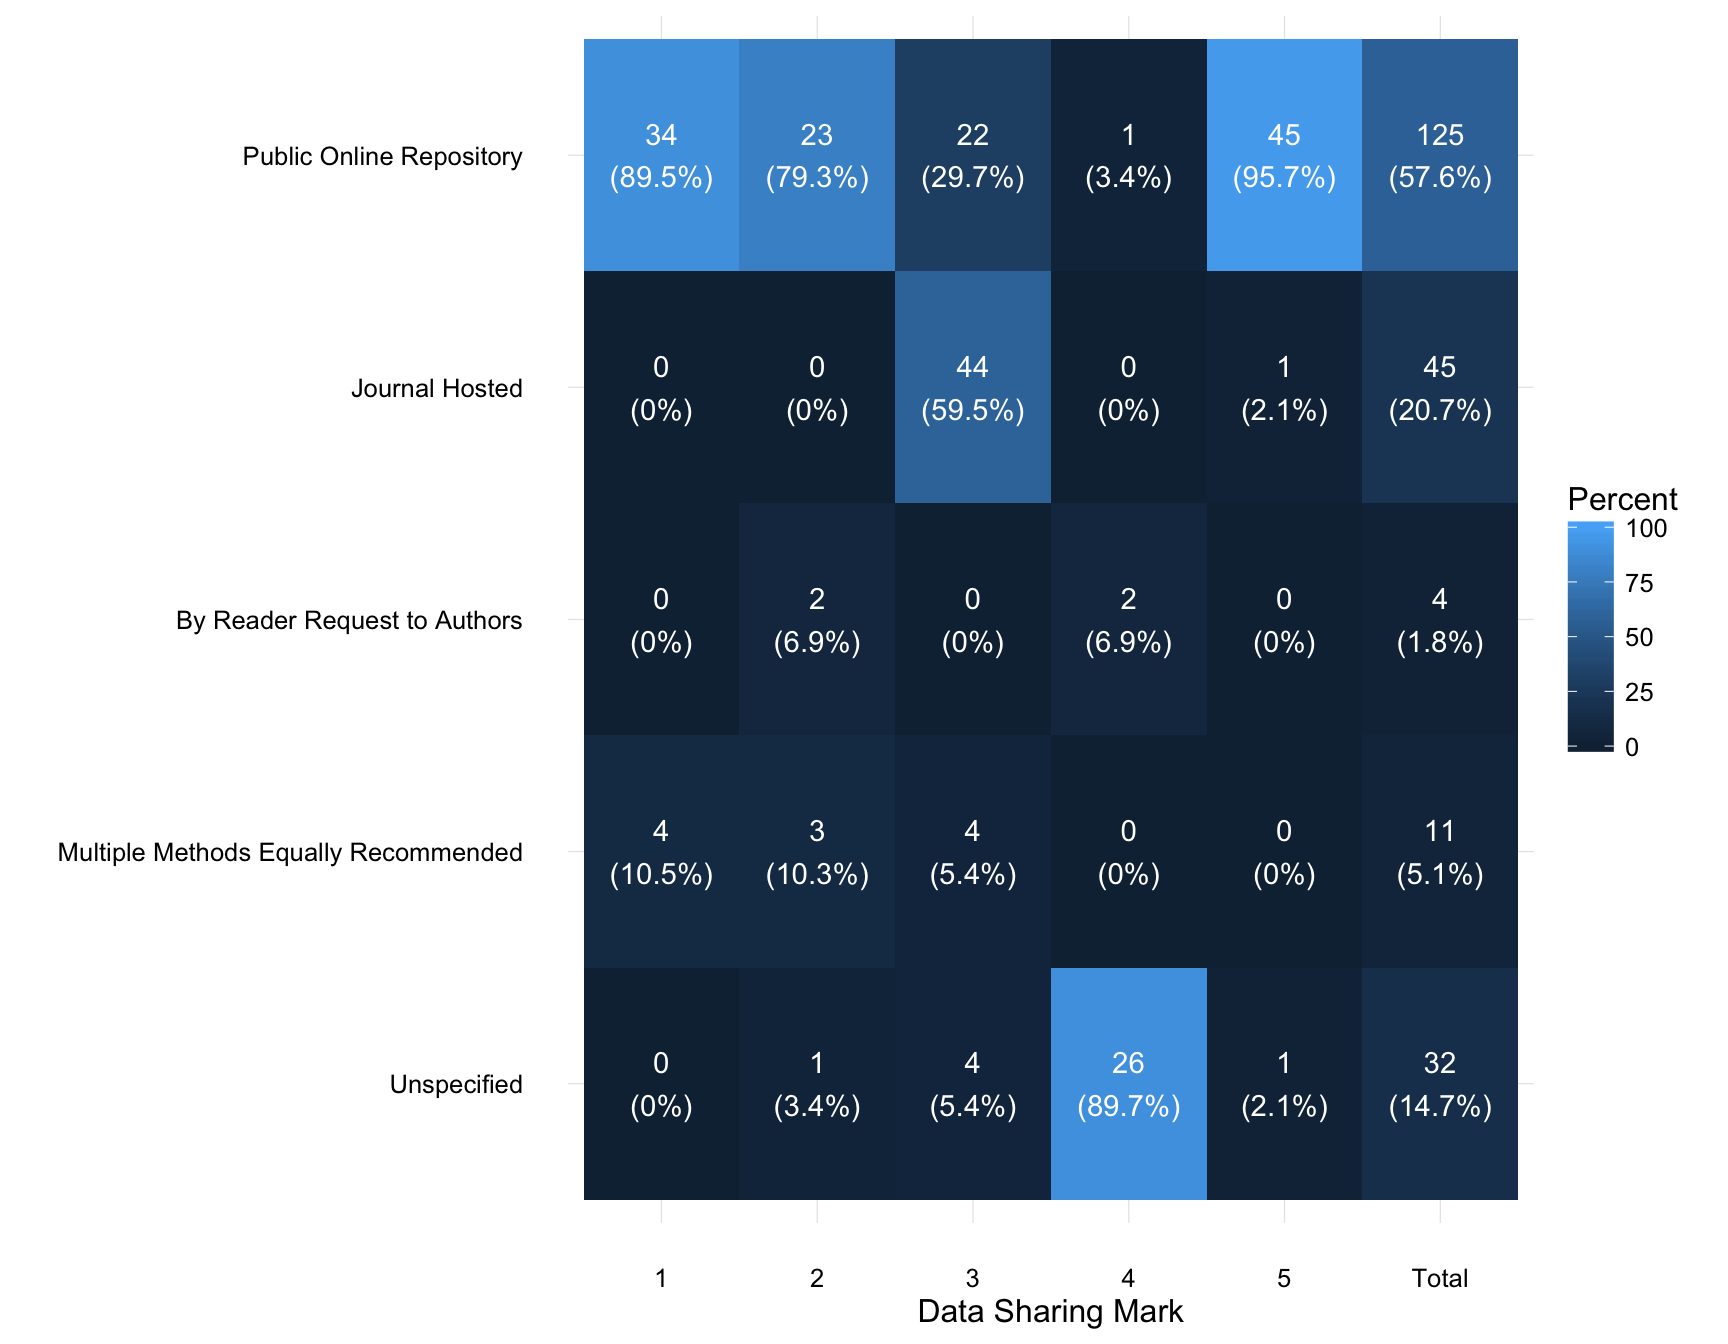 34 23 22 1 45 125
Public Online Repository
(89.5%) (79.3%) (29.7%) (3.4%) (95.7%) (57.6%)
0 0 44 0 1 45
Journal Hosted
(0%) (0%) (59.5%) (0%) (2.1%) (20.7%)
Percent
100
75
50
25
0
0 2 0 2 0 4
By Reader Request to Authors
(0%) (6.9%) (0%) (6.9%) (0%) (1.8%)
4 3 4 0 0 11
Multiple Methods Equally Recommended
(10.5%) (10.3%) (5.4%) (0%) (0%) (5.1%)
0 1 4 26 1 32
Unspecified
(0%) (3.4%) (5.4%) (89.7%) (2.1%) (14.7%)
1 2 3 4 5 Total
Data Sharing Mark